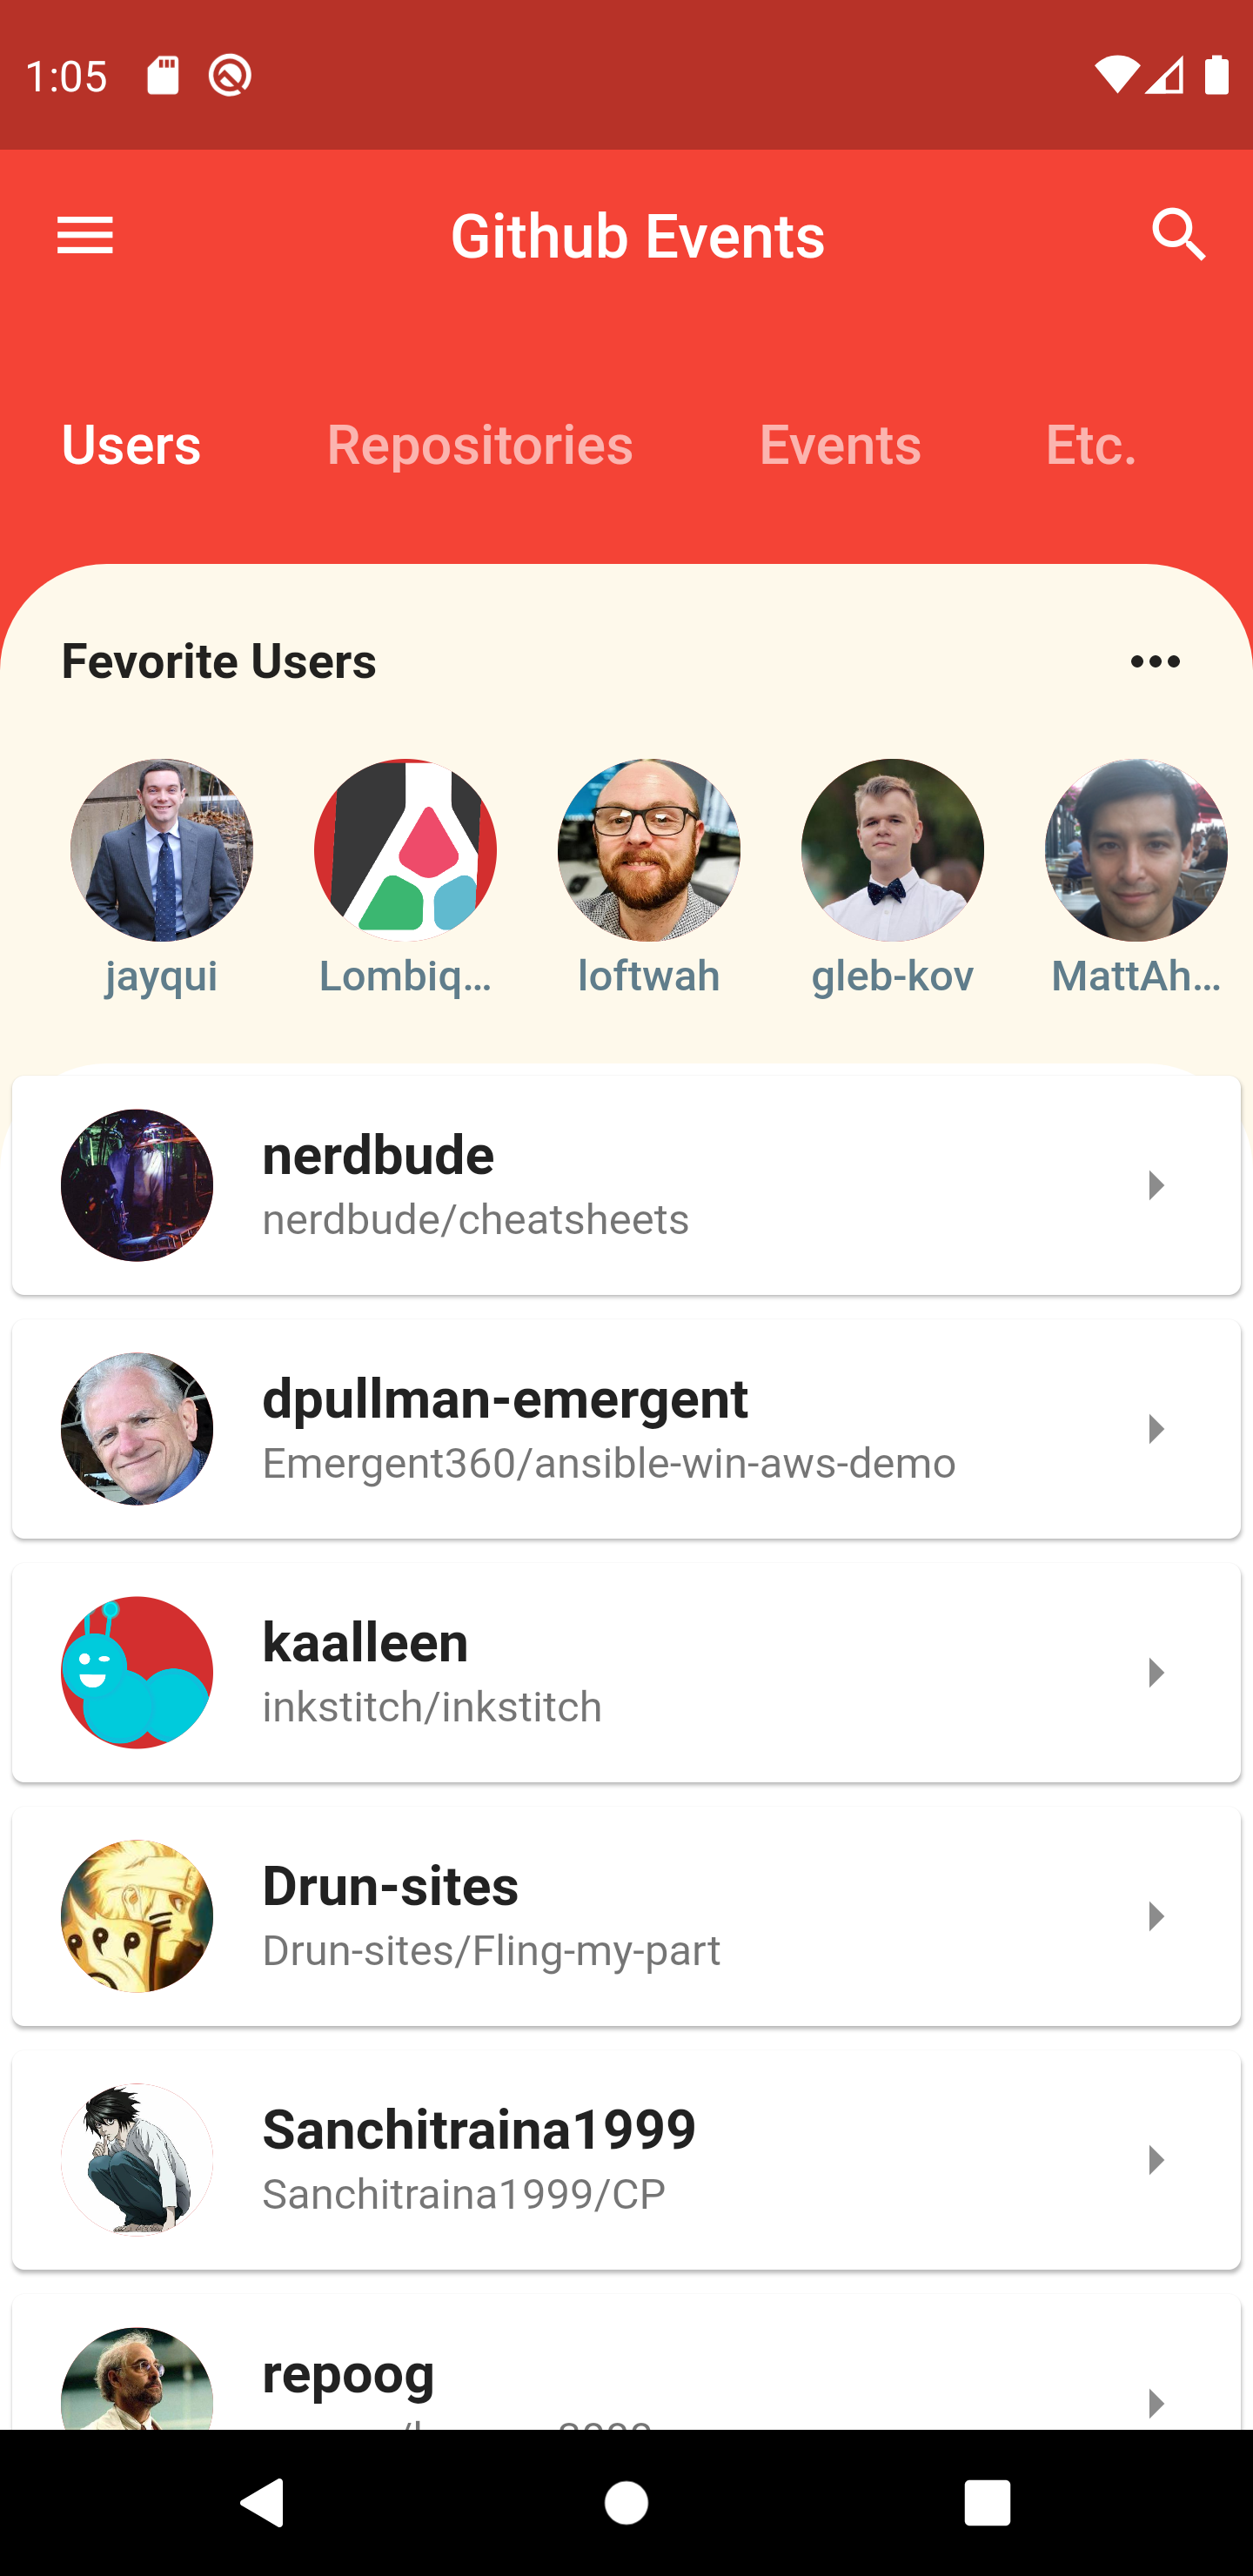 1:05
Github Events
Users
Repositories
Events
Etc.
Fevorite Users
jayqui
Lombiq...
loftwah
gleb-kov
MattAh...
nerdbude
nerdbude/cheatsheets
dpullman-emergent
Emergent360/ansible-win-aws-demo
kaalleen
inkstitch/inkstitch
Drun-sites
Drun-sites/Fling-my-part
Sanchitraina1999
Sanchitraina1999/CP
repoog